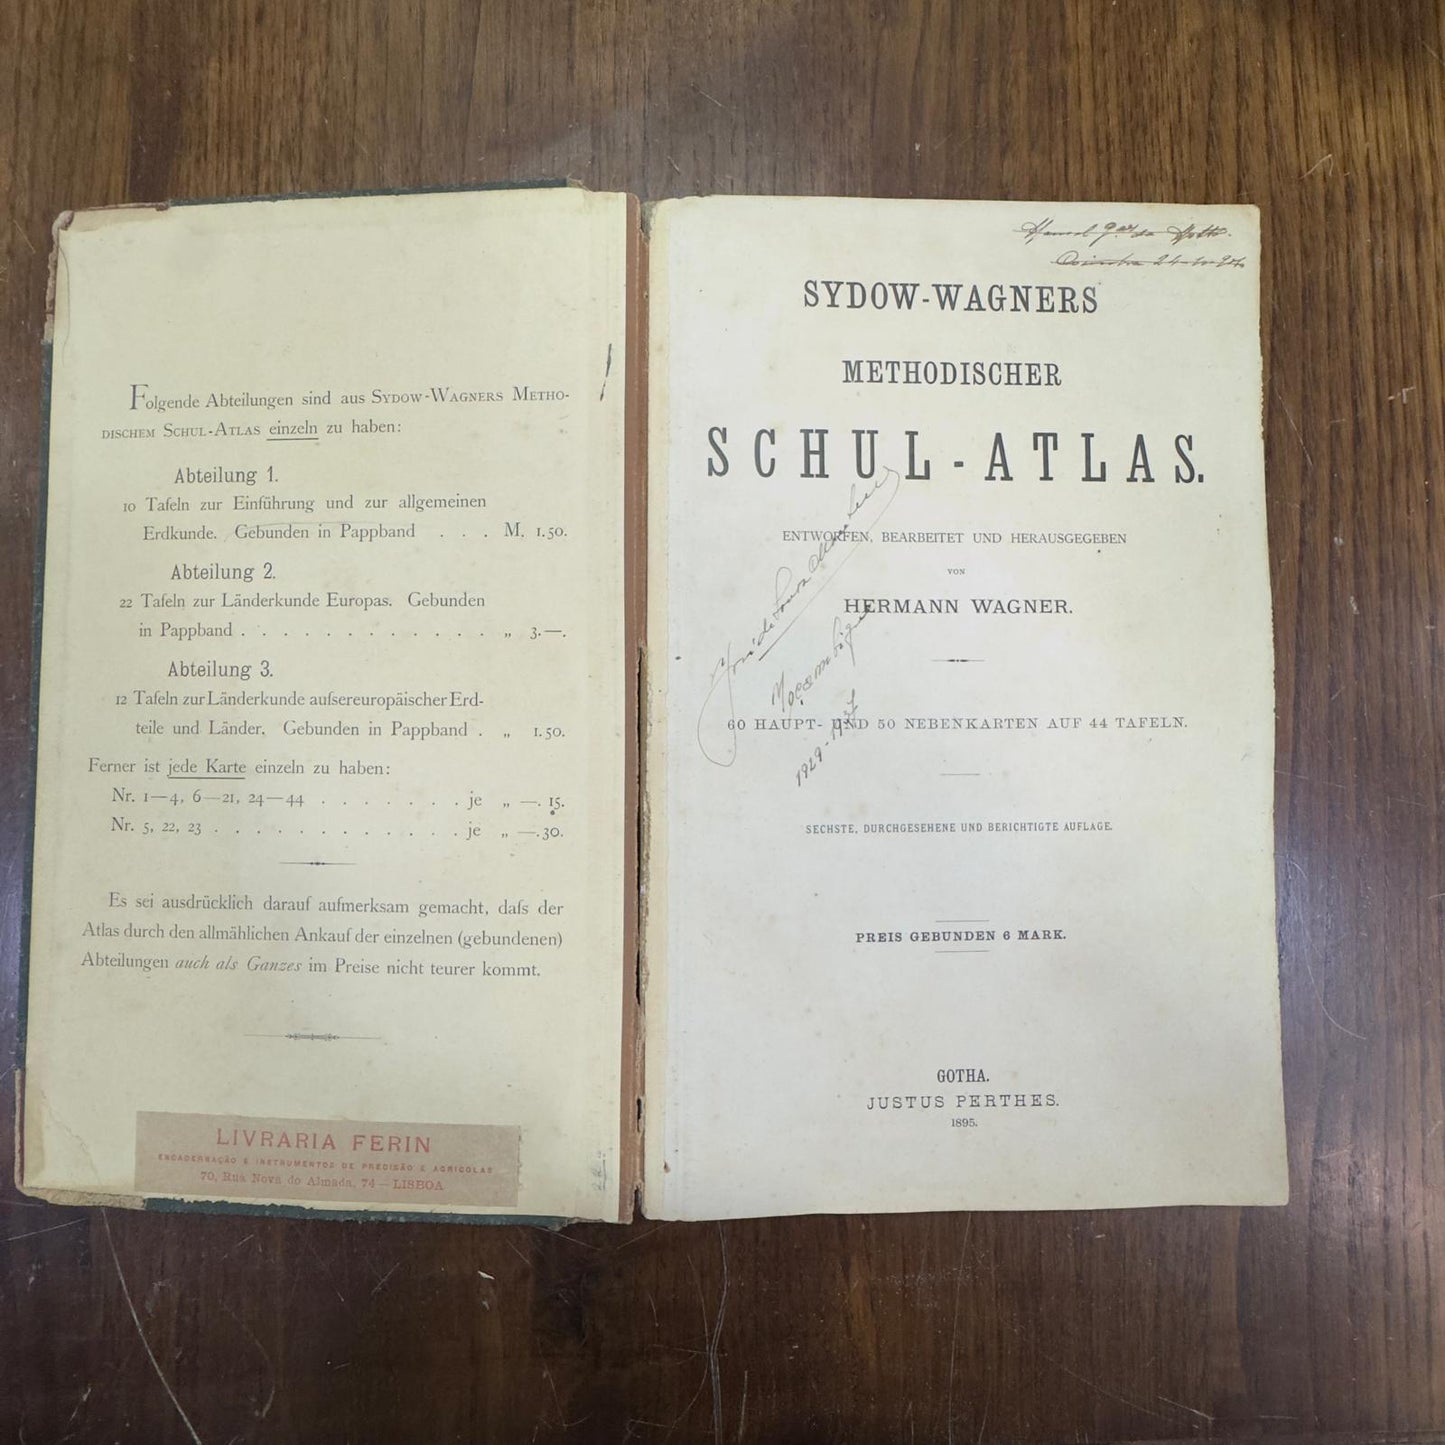 Folgende Abteilungen sind aus SYDOW-WAGNERS METHO-
DISCHEM SCHUL-ATLAS einzeln zu haben:
Abteilung 1.
10 Tafeln zur Einführung und zur allgemeinen
Erdkunde. Gebunden in Pappband . . . M. 1.50.
Abteilung 2.
22 Tafeln zur Länderkunde Europas. Gebunden
in Pappband . . . . . . . . . . . . „ 3.—.
Abteilung 3.
12 Tafeln zur Länderkunde aufsereuropäischer Erd-
teile und Länder. Gebunden in Pappband . „ 1.50.
Ferner ist jede Karte einzeln zu haben:
Nr. 1—4, 6—21, 24—44 . . . . . . . je „ —. 15.
Nr. 5, 22, 23 . . . . . . . . . . . . je „ —.30.
Es sei ausdrücklich darauf aufmerksam gemacht, dafs der
Atlas durch den allmählichen Ankauf der einzelnen (gebundenen)
Abteilungen auch als Ganzes im Preise nicht teurer kommt.
LIVRARIA FERIN
ENCADERNAÇÃO E INSTRUMENTOS DE PRECISÃO E AGRICOLAS
70, Rua Nova do Almada, 74 — LISBOA
Coimbra
SYDOW-WAGNERS
METHODISCHER
SCHUL-ATLAS.
ENTWORFEN, BEARBEITET UND HERAUSGEGEBEN
VON
HERMANN WAGNER.
60 HAUPT- UND 50 NEBENKARTEN AUF 44 TAFELN.
SECHSTE, DURCHGESEHENE UND BERICHTIGTE AUFLAGE.
PREIS GEBUNDEN 6 MARK.
GOTHA.
JUSTUS PERTHES.
1895.